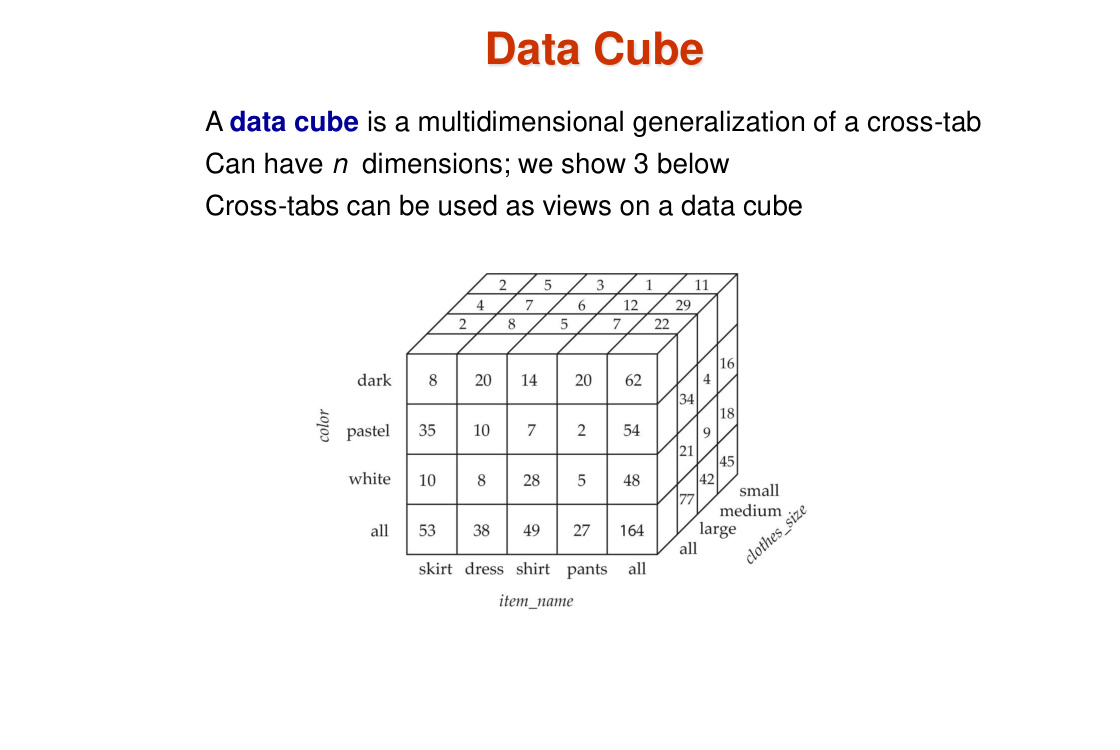 Data Cube
A data cube is a multidimensional generalization of a cross-tab
Can have n dimensions; we show 3 below
Cross-tabs can be used as views on a data cube
2 5 3 1 11
4 7 6 12 29
2 8 5 7 22
dark 8 20 14 20 62
pastel 35 10 7 2 54
white 10 8 28 5 48
all 53 38 49 27 164
16
4
34
18
9
21
45
42
77
color
small
medium
large
all
clothes_size
skirt dress shirt pants all
item_name